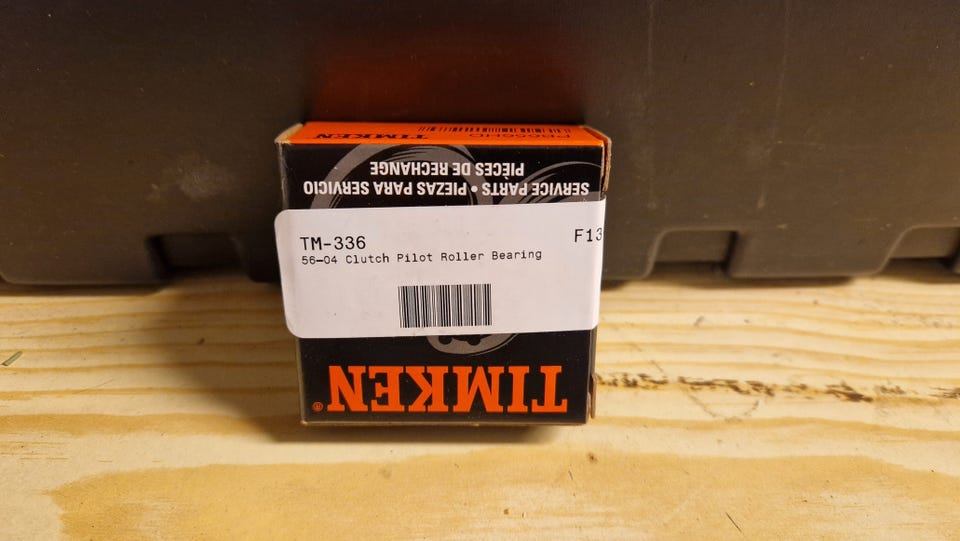 TM-336
F13
56-04 Clutch Pilot Roller Bearing
TIMKEN®
SERVICE PARTS • PIEZAS PARA SERVICIO
PIÈCES DE RECHANGE
TIMKEN
PB656HD